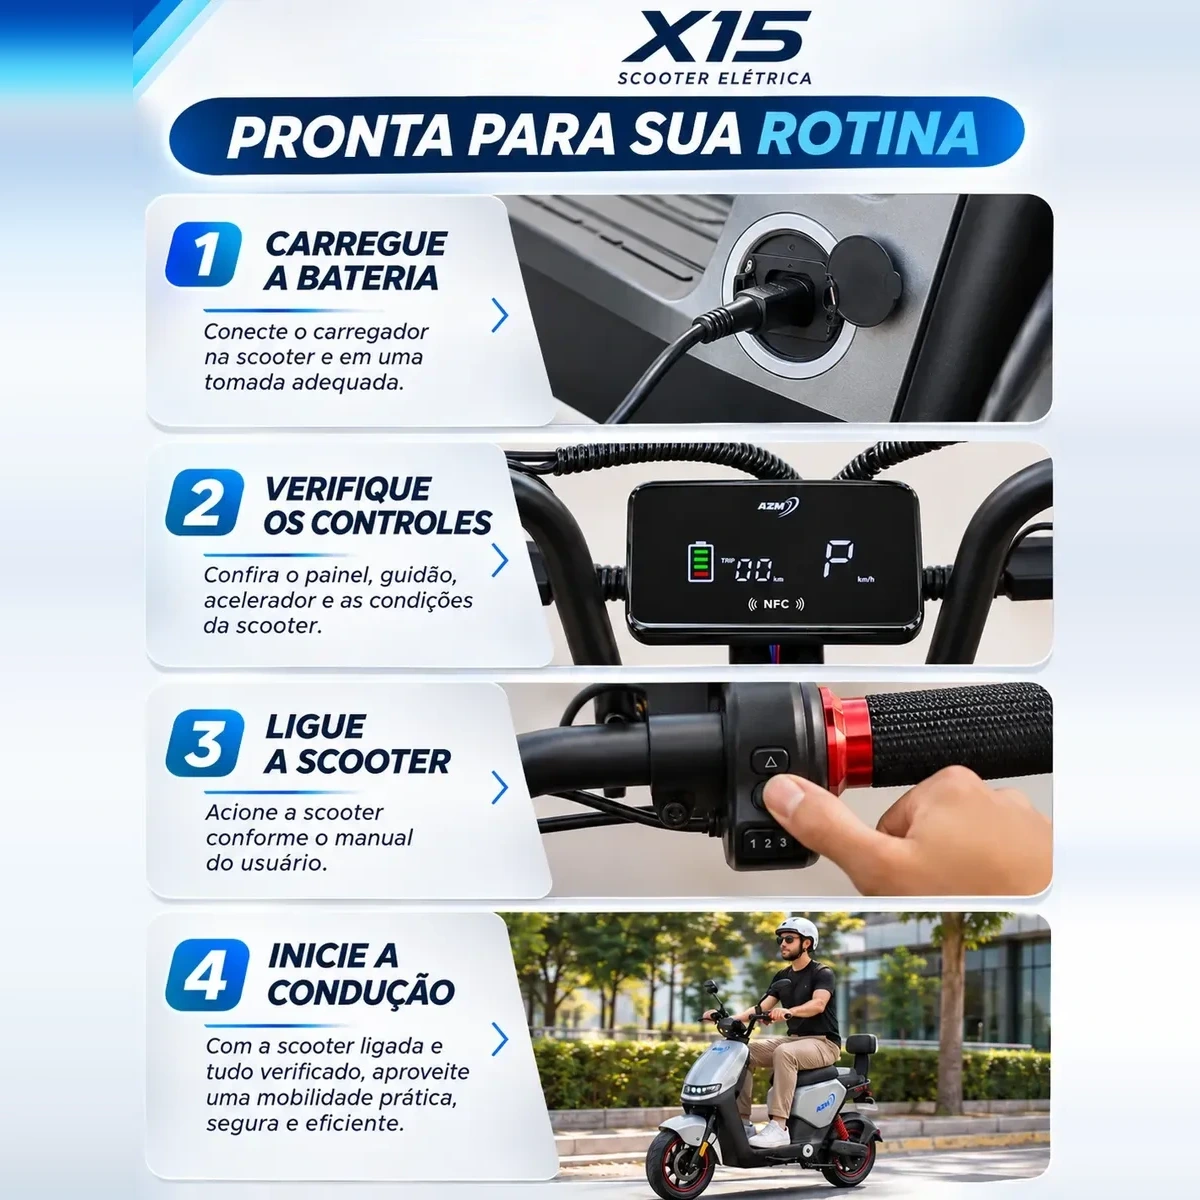 X15
SCOOTER ELÉTRICA
PRONTA PARA SUA ROTINA
1
CARREGUE
A BATERIA
Conecte o carregador
na scooter e em uma
tomada adequada.
2
VERIFIQUE
OS CONTROLES
Confira o painel, guidão,
acelerador e as condições
da scooter.
AZM
TRIP 00 km
P
km/h
NFC
3
LIGUE
A SCOOTER
Acione a scooter
conforme o manual
do usuário.
1 2 3
4
INICIE A
CONDUÇÃO
Com a scooter ligada e
tudo verificado, aproveite
uma mobilidade prática,
segura e eficiente.
AZM
AZM